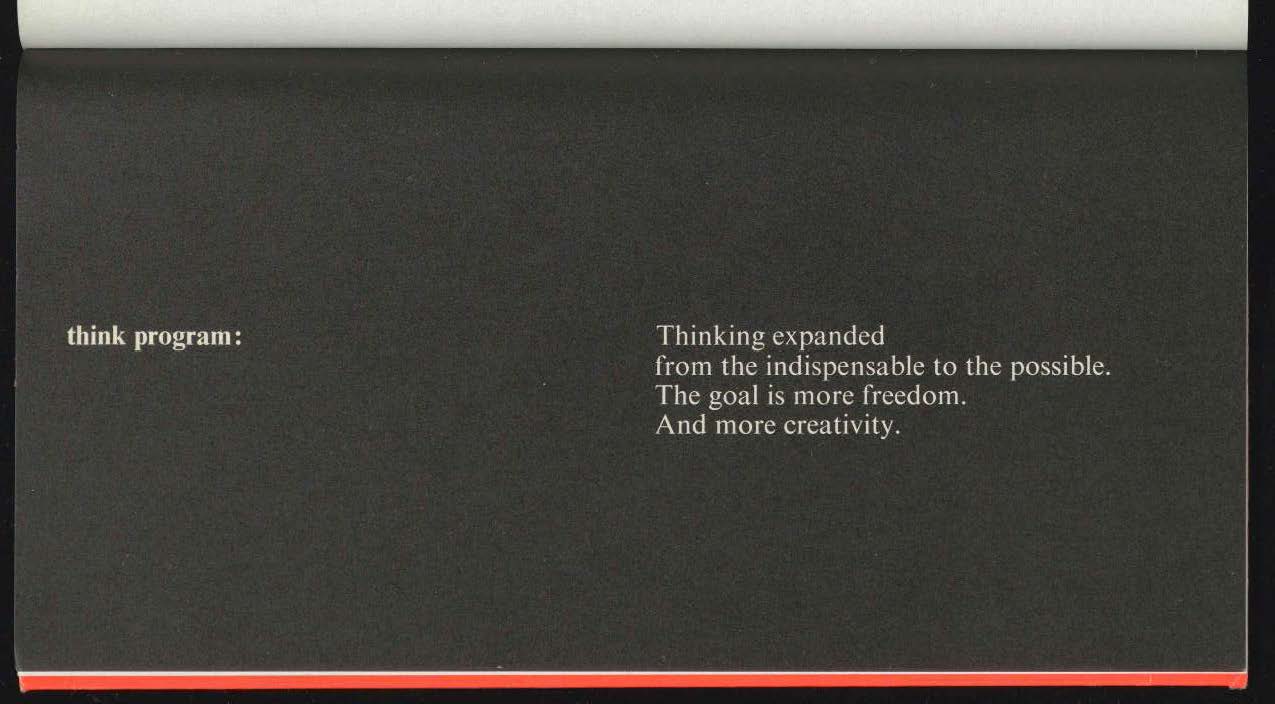 think program:
Thinking expanded
from the indispensable to the possible.
The goal is more freedom.
And more creativity.